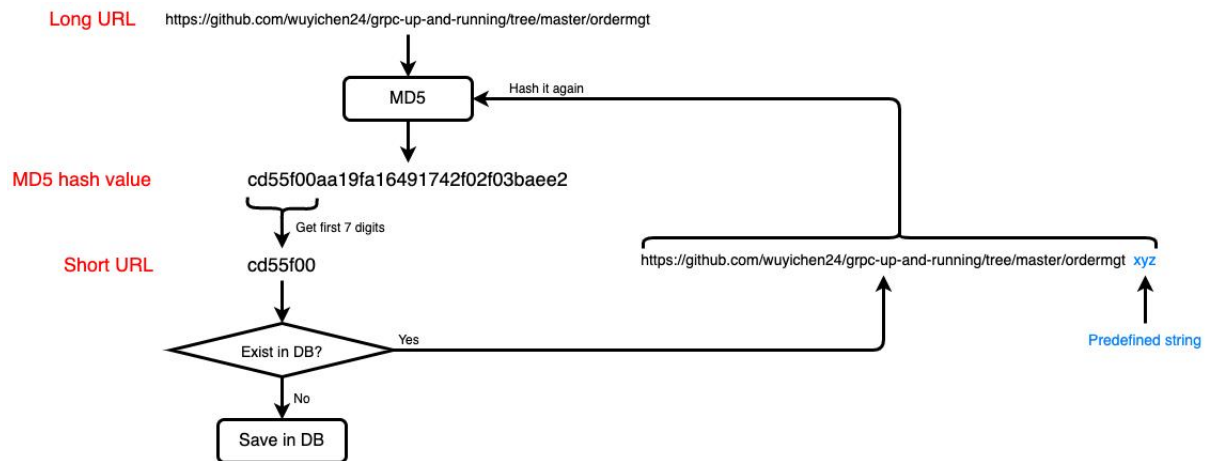 Long URL https://github.com/wuyichen24/grpc-up-and-running/tree/master/ordermgt
MD5
Hash it again
MD5 hash value cd55f00aa19fa16491742f02f03baee2
Get first 7 digits
Short URL cd55f00
https://github.com/wuyichen24/grpc-up-and-running/tree/master/ordermgt xyz
Exist in DB?
Yes
Predefined string
No
Save in DB